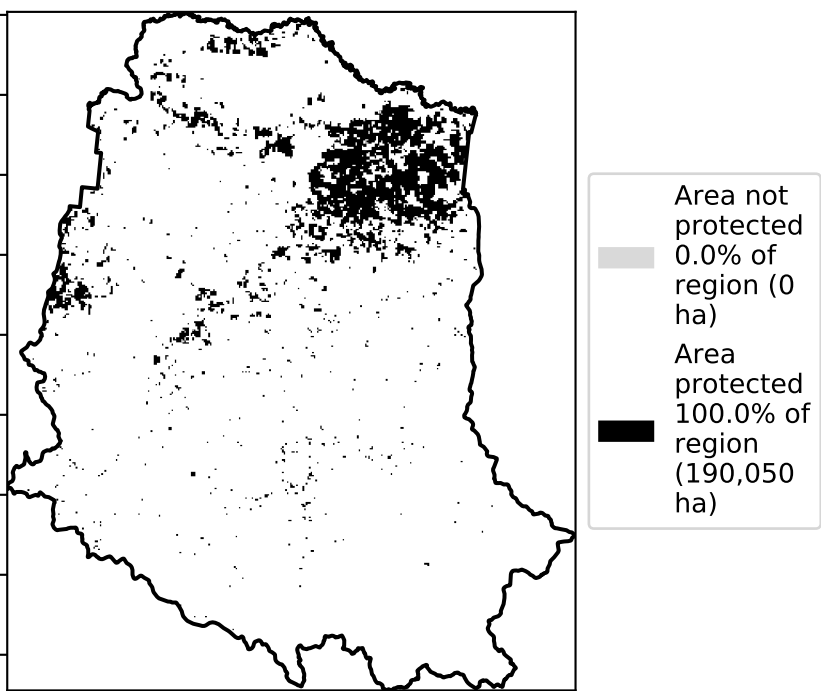 Area not
protected
0.0% of
region (0
ha)
Area
protected
100.0% of
region
(190,050
ha)